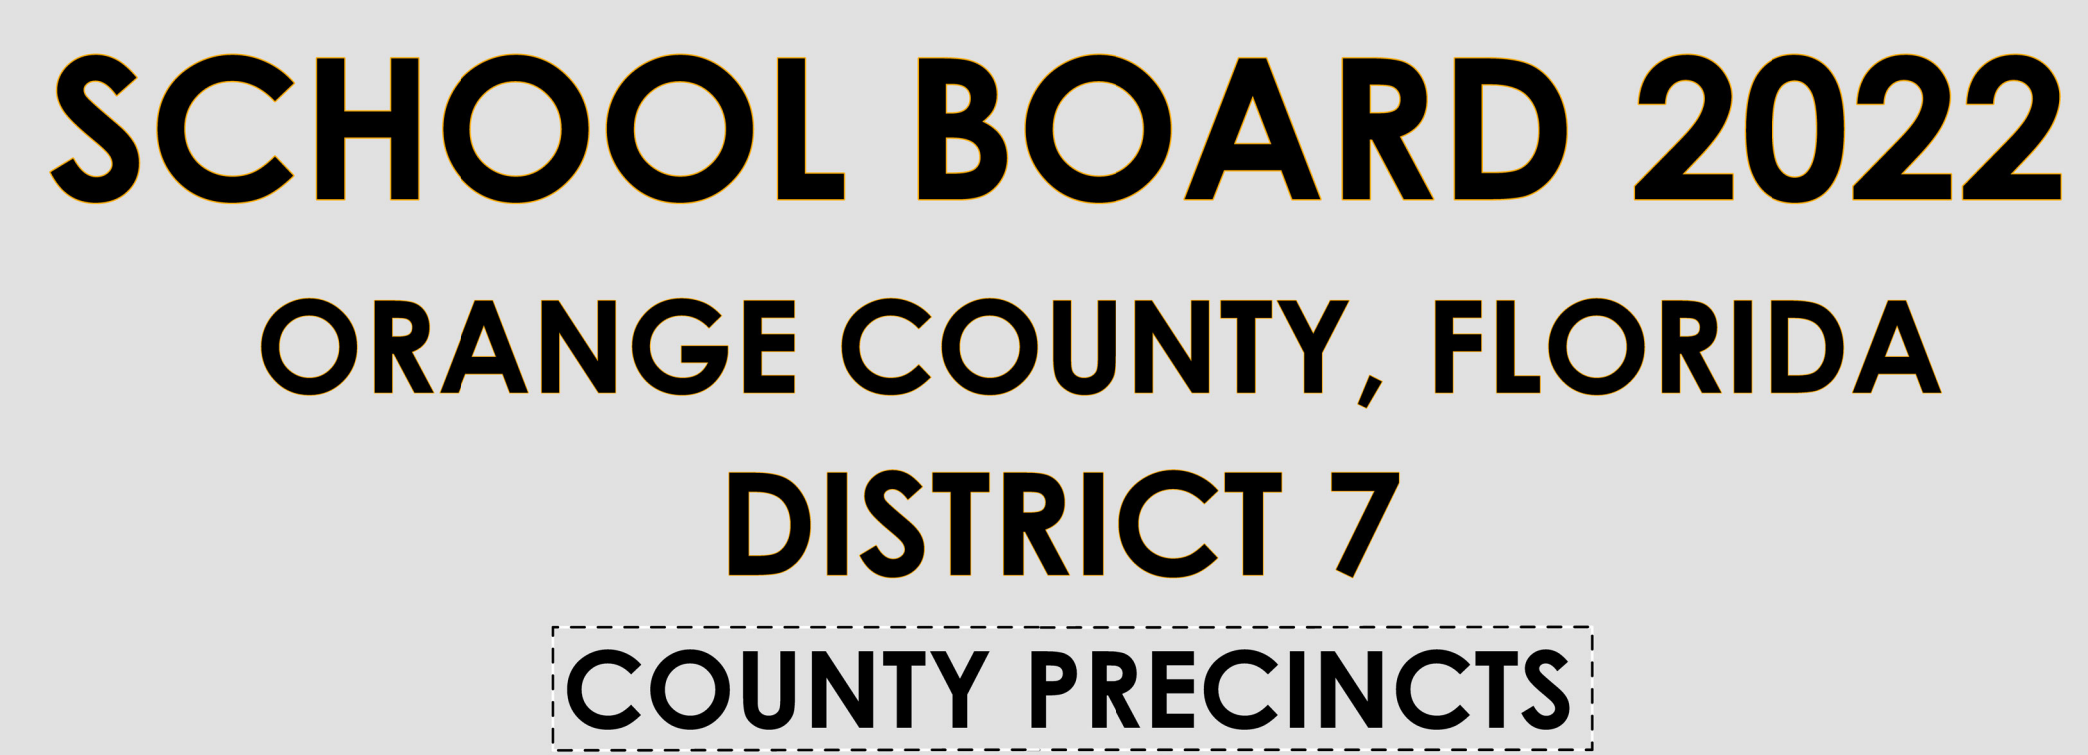 SCHOOL BOARD 2022
ORANGE COUNTY, FLORIDA
DISTRICT 7
COUNTY PRECINCTS